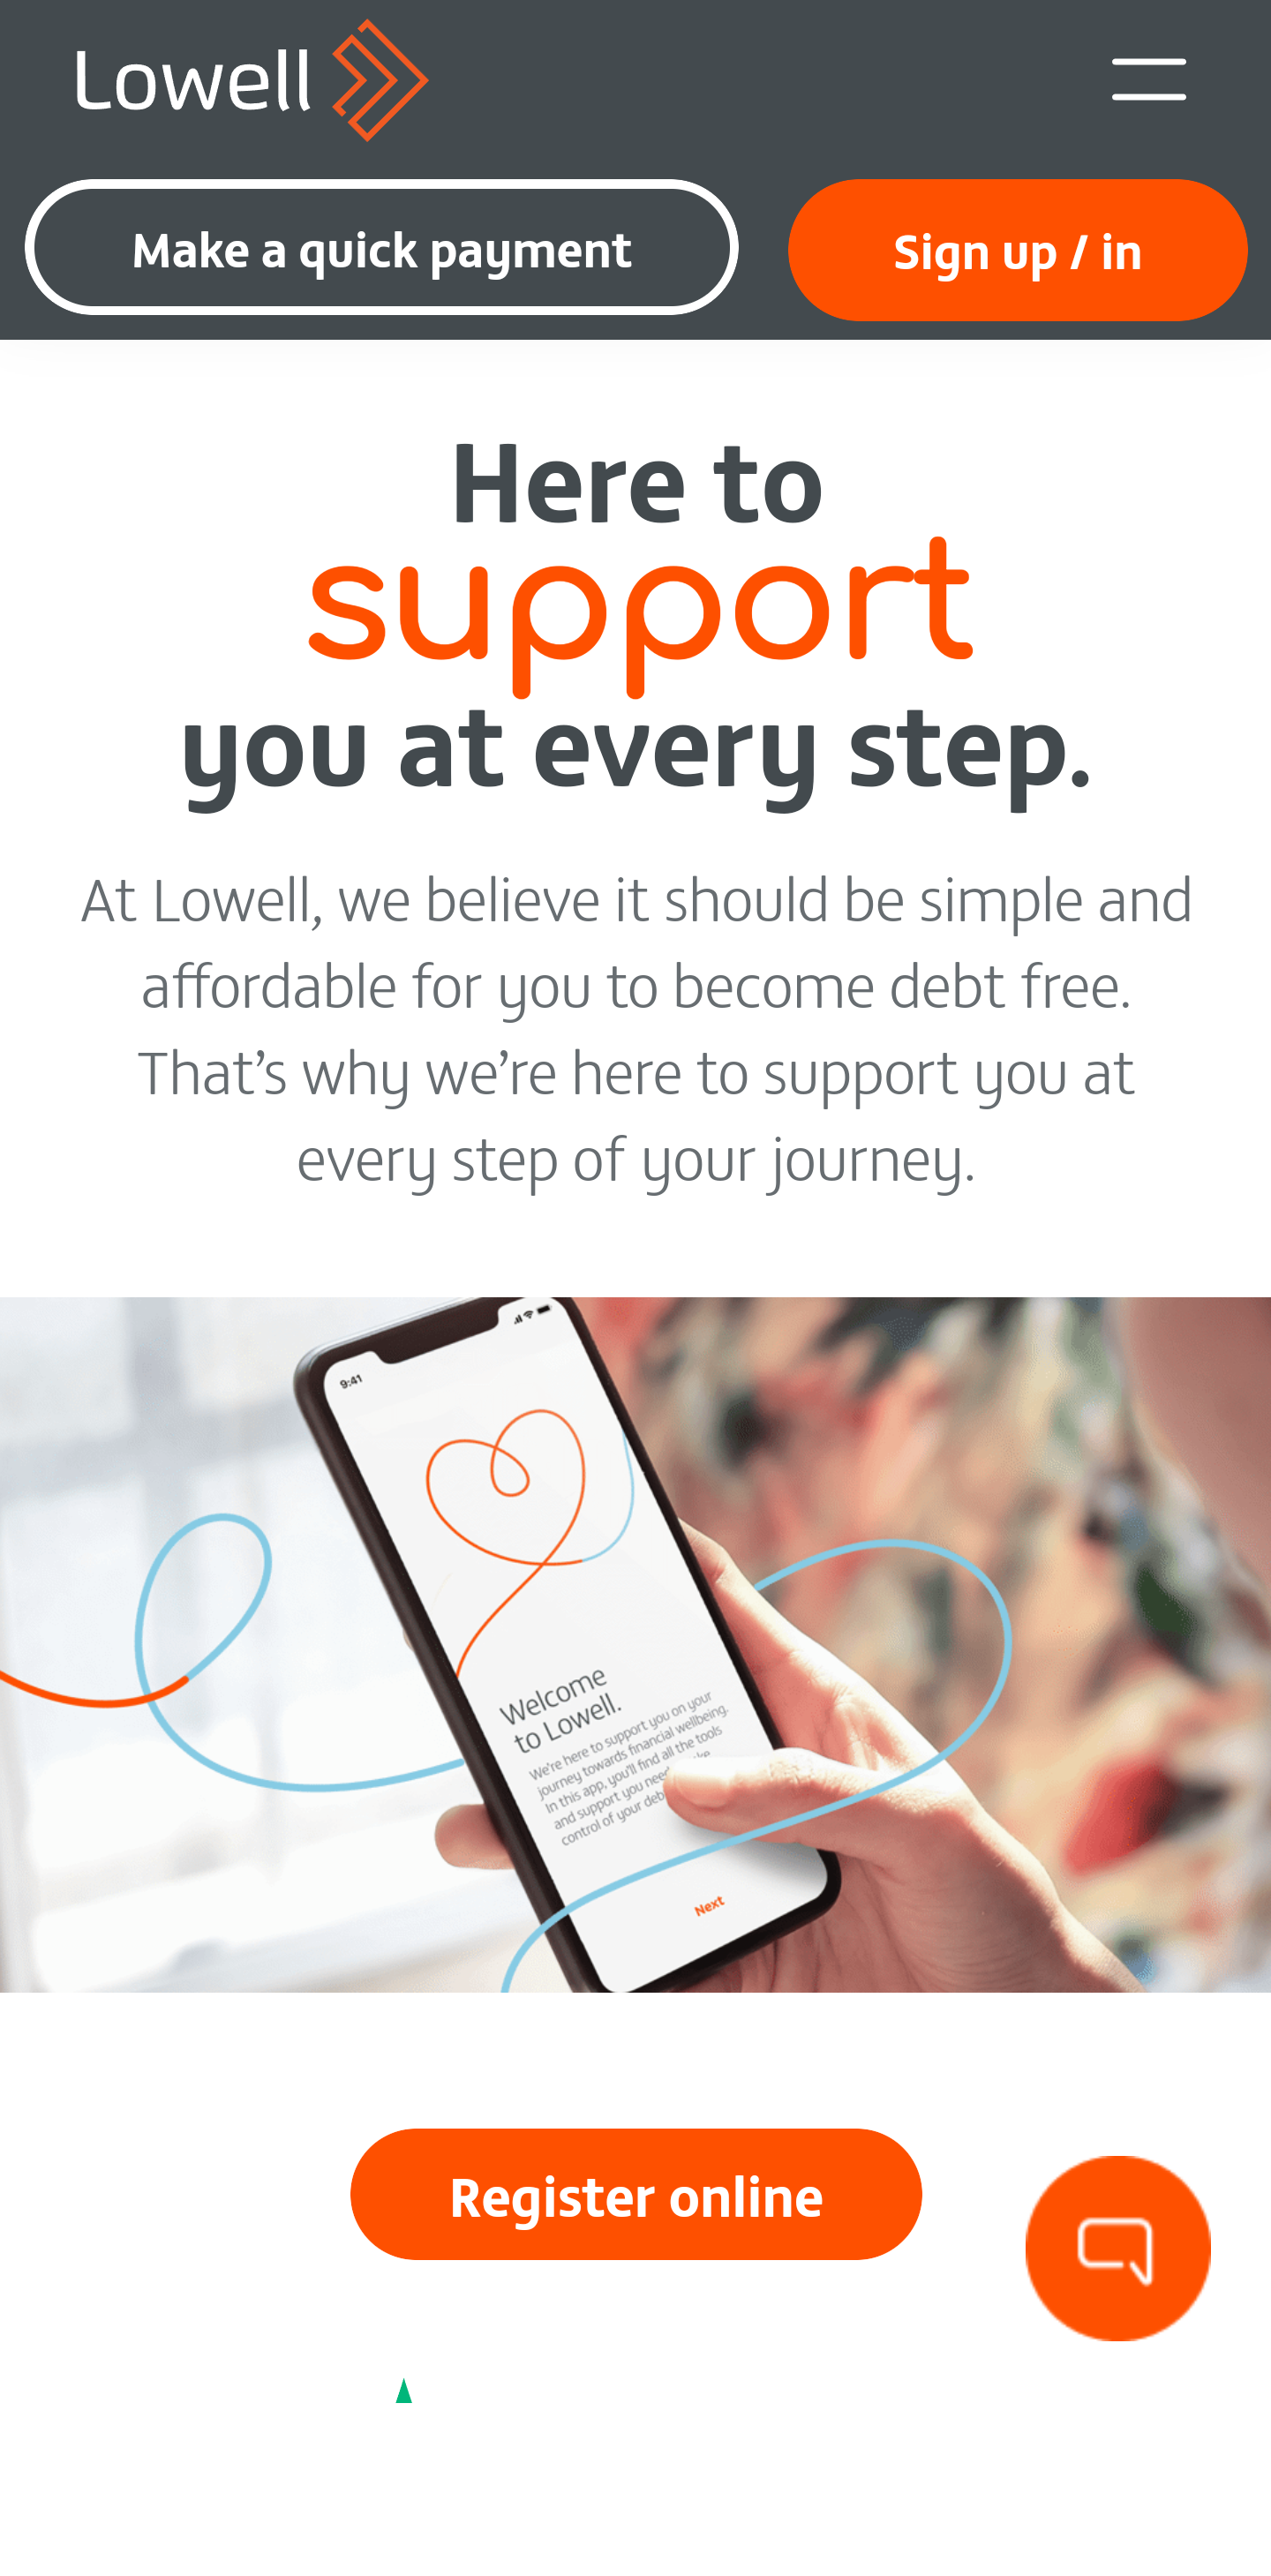 Lowell
Make a quick payment
Sign up / in
Here to
support
you at every step.
At Lowell, we believe it should be simple and
affordable for you to become debt free.
That’s why we’re here to support you at
every step of your journey.
9:41
Welcome
to Lowell.
We're here to support you on your
journey towards financial wellbeing.
In this app, you'll find all the tools
and support you need
control of your
Next
Register online